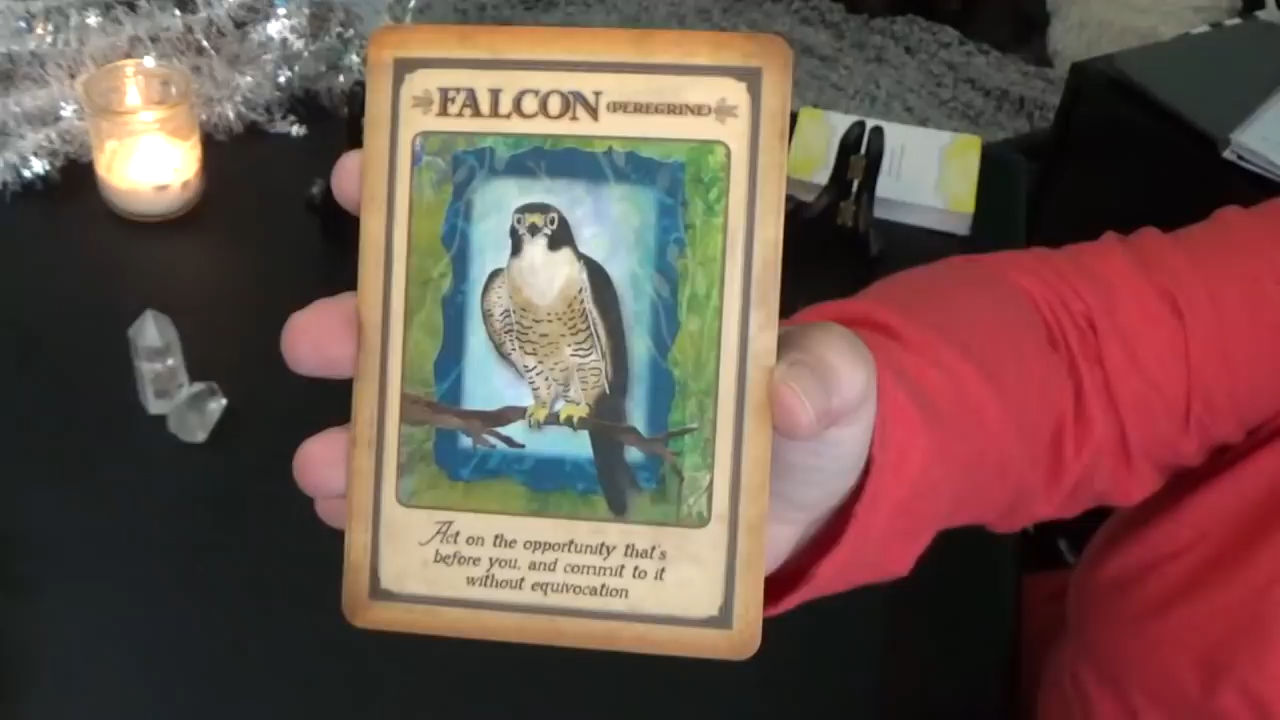 FALCON (PEREGRINE)
Act on the opportunity that's
before you, and commit to it
without equivocation